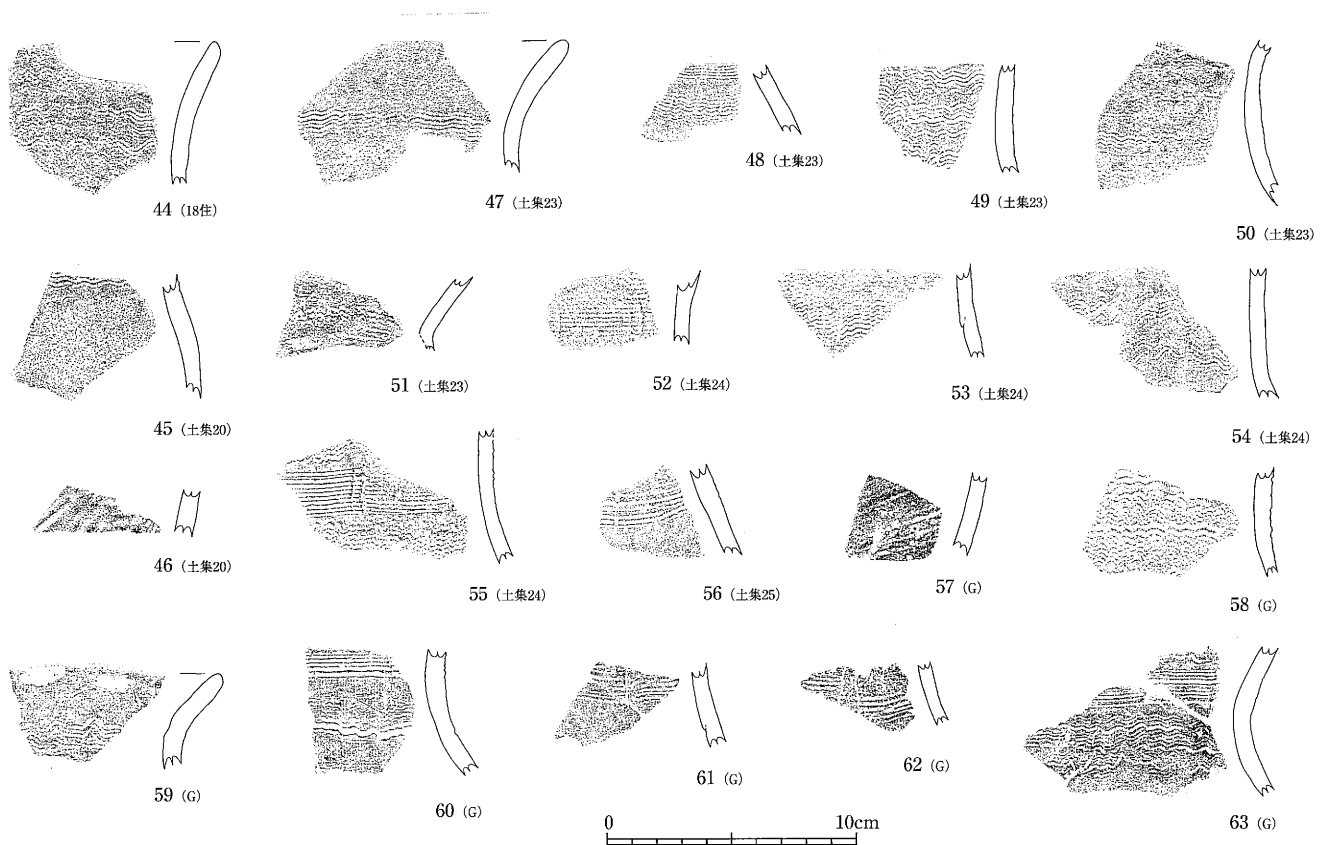 44 (18住)
47 (土集23)
48 (土集23)
49 (土集23)
50 (土集23)
45 (土集20)
51 (土集23)
52 (土集24)
53 (土集24)
54 (土集24)
46 (土集20)
55 (土集24)
56 (土集25)
57 (G)
58 (G)
59 (G)
60 (G)
61 (G)
62 (G)
63 (G)
0 10cm